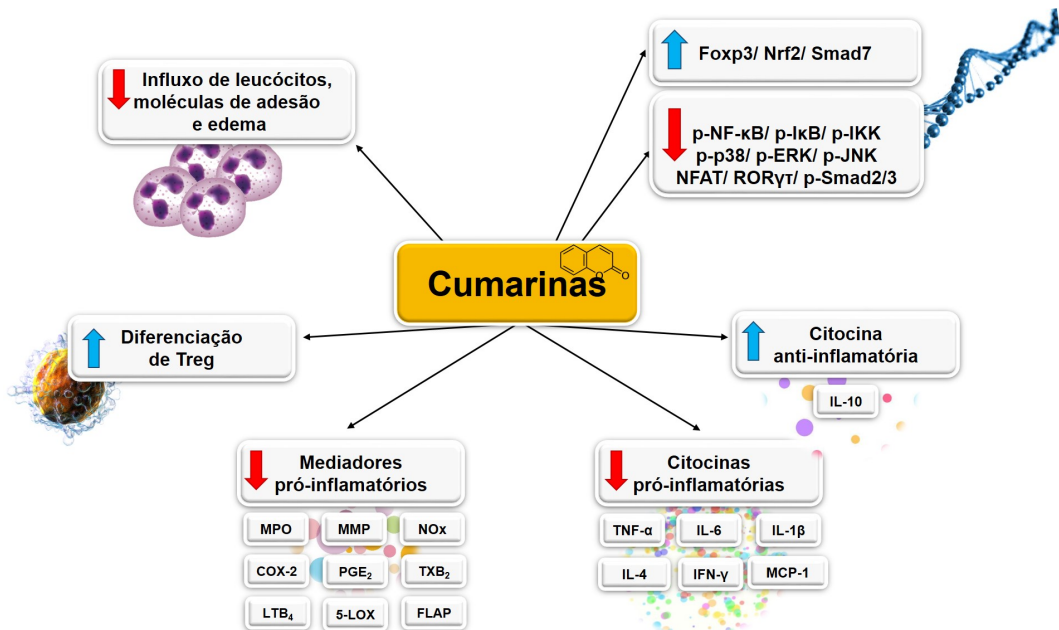 Influxo de leucócitos,
moléculas de adesão
e edema
Foxp3/ Nrf2/ Smad7
p-NF-κB/ p-IκB/ p-IKK
p-p38/ p-ERK/ p-JNK
NFAT/ RORγτ/ p-Smad2/3
Cumarinas
O
O
Diferenciação
de Treg
Citocina
anti-inflamatória
IL-10
Mediadores
pró-inflamatórios
MPO MMP NOx
COX-2 PGE₂ TXB₂
LTB₄ 5-LOX FLAP
Citocinas
pró-inflamatórias
TNF-α IL-6 IL-1β
IL-4 IFN-γ MCP-1